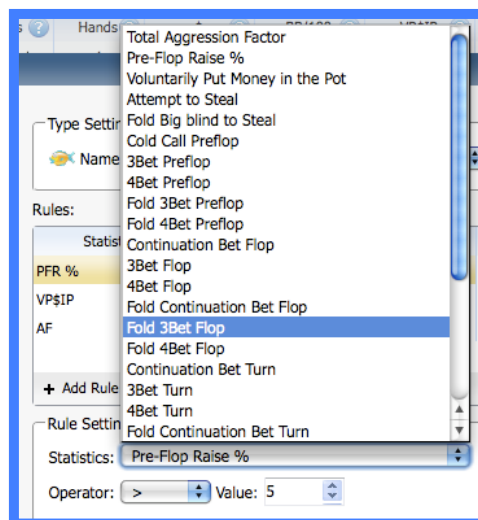 s ? Hands
Total Aggression Factor
Pre-Flop Raise %
Voluntarily Put Money in the Pot
Attempt to Steal
Fold Big blind to Steal
Cold Call Preflop
3Bet Preflop
4Bet Preflop
Fold 3Bet Preflop
Fold 4Bet Preflop
Continuation Bet Flop
3Bet Flop
4Bet Flop
Fold Continuation Bet Flop
Fold 3Bet Flop
Fold 4Bet Flop
Continuation Bet Turn
3Bet Turn
4Bet Turn
Fold Continuation Bet Turn
Type Settin
Name
Rules:
Statist
PFR %
VP$IP
AF
+ Add Rule
Rule Settin
Statistics: Pre-Flop Raise %
Operator: > Value: 5